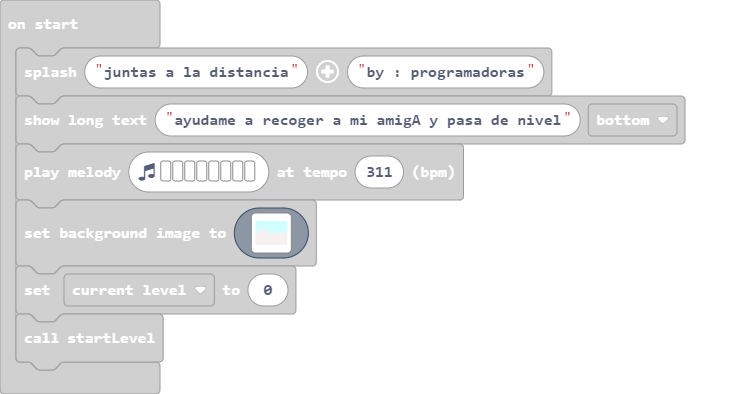 on start
splash "juntas a la distancia" + "by : programadoras"
show long text "ayudame a recoger a mi amigA y pasa de nivel" bottom
play melody at tempo 311 (bpm)
set background image to
set current level to 0
call startLevel